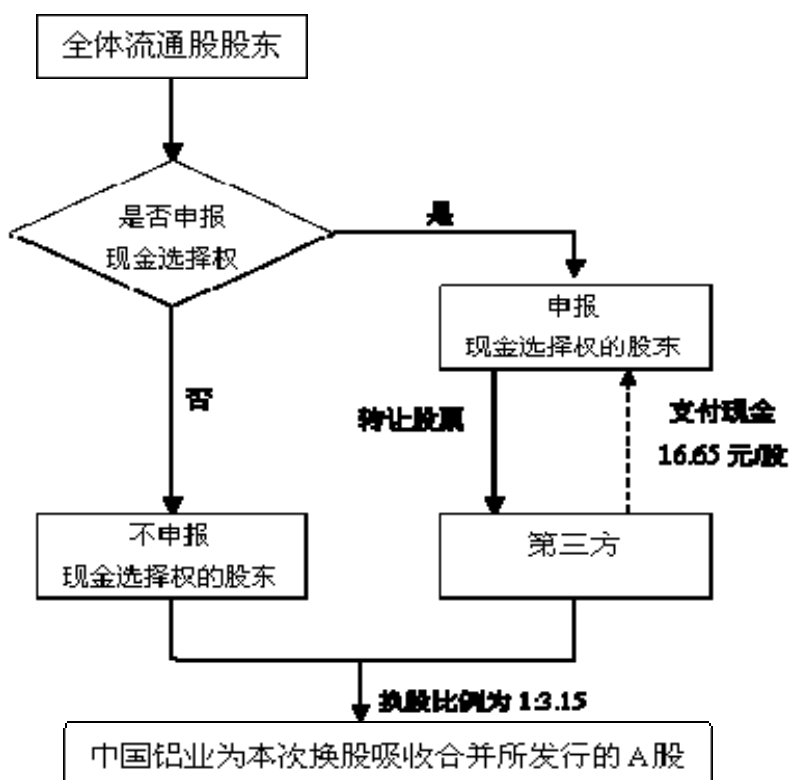 全体流通股股东
是否申报
现金选择权
是
申报
现金选择权的股东
否
转让股票
支付现金
16.65 元/股
不申报
现金选择权的股东
第三方
换股比例为 1:3.15
中国铝业为本次换股吸收合并所发行的 A 股